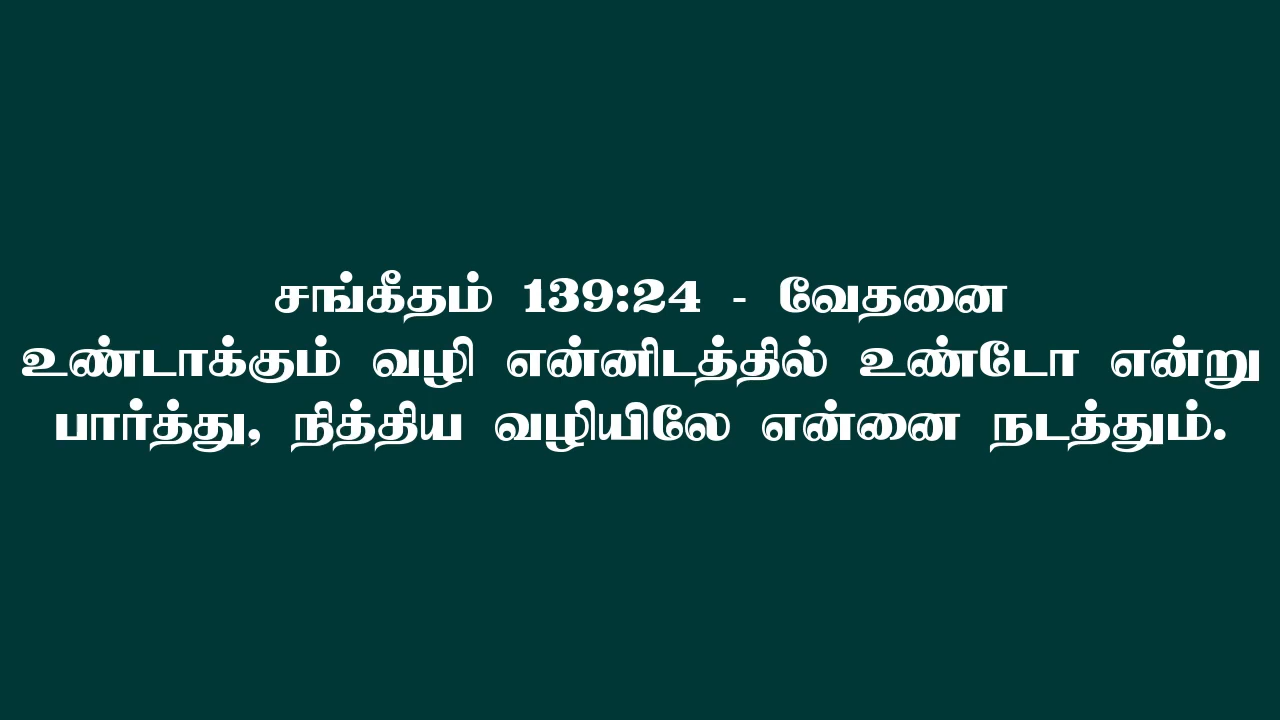 சங்கீதம் 139:24 - வேதனை
உண்டாக்கும் வழி என்னிடத்தில் உண்டோ என்று
பார்த்து, நித்திய வழியிலே என்னை நடத்தும்.